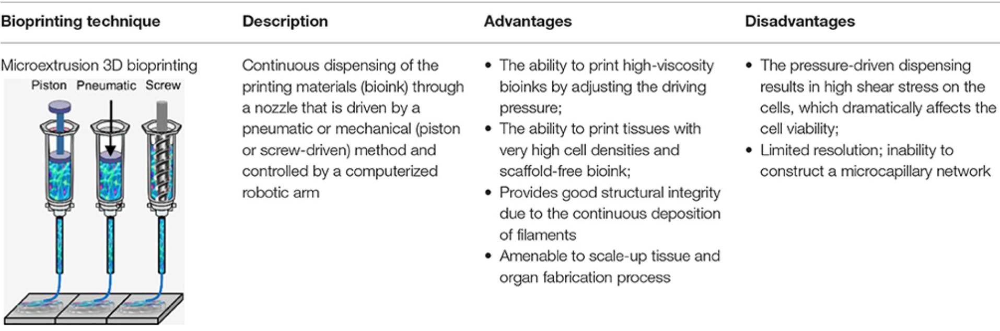 Bioprinting technique
Description
Advantages
Disadvantages
Microextrusion 3D bioprinting
Piston Pneumatic Screw
Continuous dispensing of the
printing materials (bioink) through
a nozzle that is driven by a
pneumatic or mechanical (piston
or screw-driven) method and
controlled by a computerized
robotic arm
• The ability to print high-viscosity
bioinks by adjusting the driving
pressure;
• The ability to print tissues with
very high cell densities and
scaffold-free bioink;
• Provides good structural integrity
due to the continuous deposition
of filaments
• Amenable to scale-up tissue and
organ fabrication process
• The pressure-driven dispensing
results in high shear stress on the
cells, which dramatically affects the
cell viability;
• Limited resolution; inability to
construct a microcapillary network